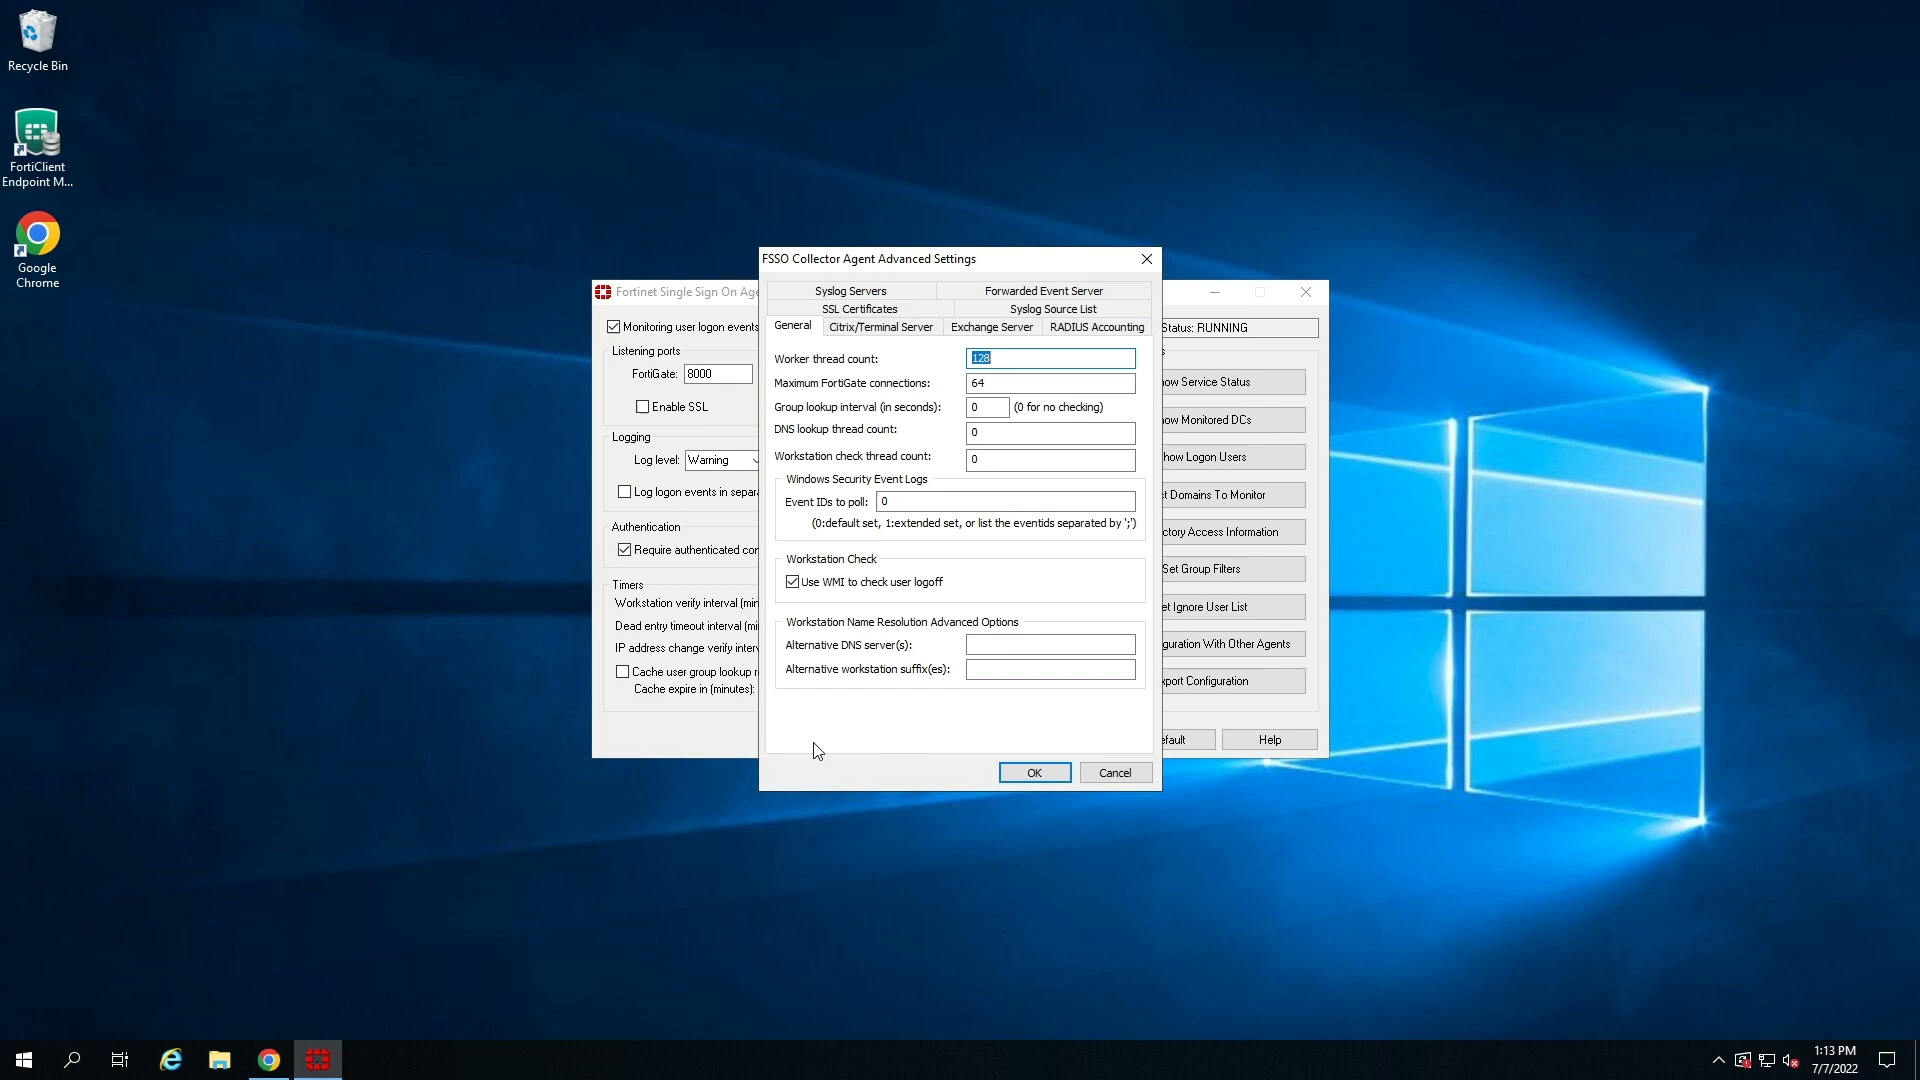 Recycle Bin
FortiClient
Endpoint M...
Google
Chrome
FSSO Collector Agent Advanced Settings
Syslog Servers
Forwarded Event Server
SSL Certificates
Syslog Source List
General
Citrix/Terminal Server
Exchange Server
RADIUS Accounting
Worker thread count:
128
Maximum FortiGate connections:
64
Group lookup interval (in seconds):
0
(0 for no checking)
DNS lookup thread count:
0
Workstation check thread count:
0
Windows Security Event Logs
Event IDs to poll:
0
(0:default set, 1:extended set, or list the eventids separated by ';')
Workstation Check
Use WMI to check user logoff
Workstation Name Resolution Advanced Options
Alternative DNS server(s):
Alternative workstation suffix(es):
OK
Cancel
Fortinet Single Sign On Age
Monitoring user logon events
Listening ports
FortiGate:
8000
Enable SSL
Logging
Log level:
Warning
Log logon events in separa
Authentication
Require authenticated con
Timers
Workstation verify interval (min
Dead entry timeout interval (mi
IP address change verify interv
Cache user group lookup r
Cache expire in (minutes):
Status: RUNNING
s
ow Service Status
ow Monitored DCs
how Logon Users
ct Domains To Monitor
ctory Access Information
Set Group Filters
et Ignore User List
guration With Other Agents
xport Configuration
efault
Help
1:13 PM
7/7/2022